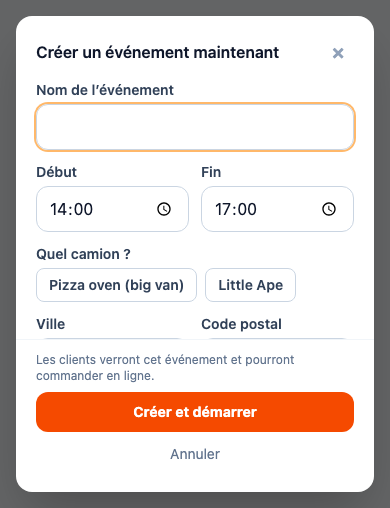 Créer un événement maintenant ×
Nom de l’événement
Début Fin
14:00 17:00
Quel camion ?
Pizza oven (big van) Little Ape
Ville Code postal
Les clients verront cet événement et pourront
commander en ligne.
Créer et démarrer
Annuler